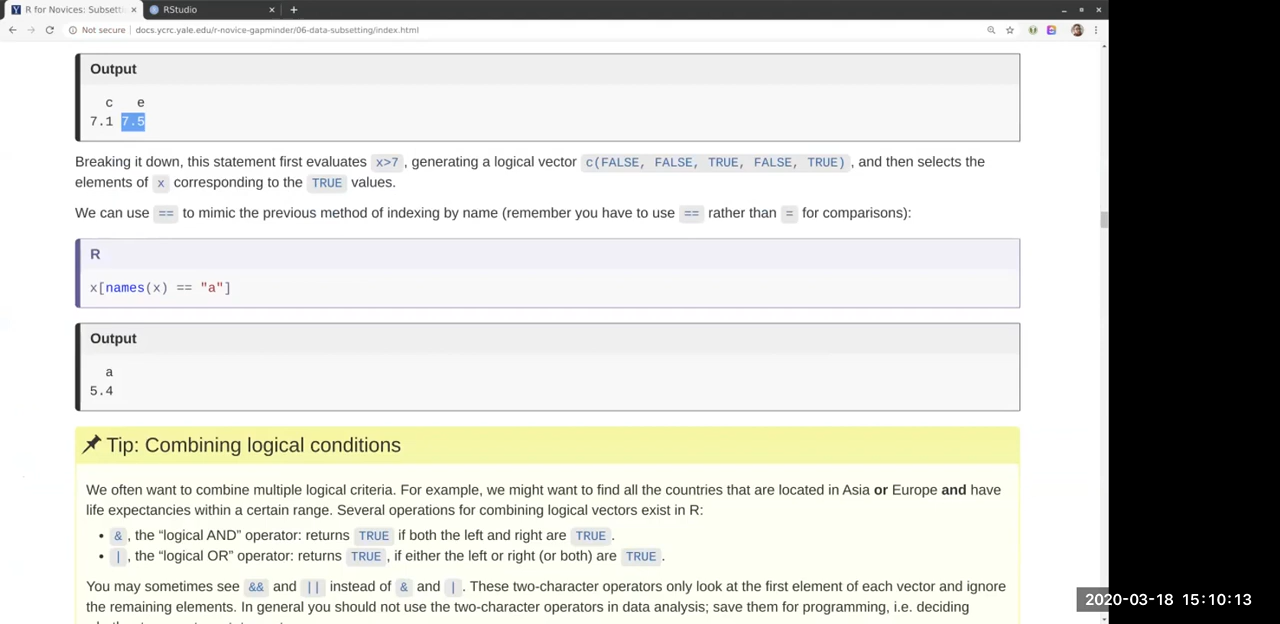 R for Novices: Subsetti
RStudio
Not secure | docs.ycrc.yale.edu/r-novice-gapminder/06-data-subsetting/index.html
Output
c e
7.1 7.5
Breaking it down, this statement first evaluates x>7 , generating a logical vector c(FALSE, FALSE, TRUE, FALSE, TRUE) , and then selects the
elements of x corresponding to the TRUE values.
We can use == to mimic the previous method of indexing by name (remember you have to use == rather than = for comparisons):
R
x[names(x) == "a"]
Output
a
5.4
Tip: Combining logical conditions
We often want to combine multiple logical criteria. For example, we might want to find all the countries that are located in Asia or Europe and have
life expectancies within a certain range. Several operations for combining logical vectors exist in R:
• & , the “logical AND” operator: returns TRUE if both the left and right are TRUE .
• | , the “logical OR” operator: returns TRUE , if either the left or right (or both) are TRUE .
You may sometimes see && and || instead of & and | . These two-character operators only look at the first element of each vector and ignore
the remaining elements. In general you should not use the two-character operators in data analysis; save them for programming, i.e. deciding
2020-03-18 15:10:13